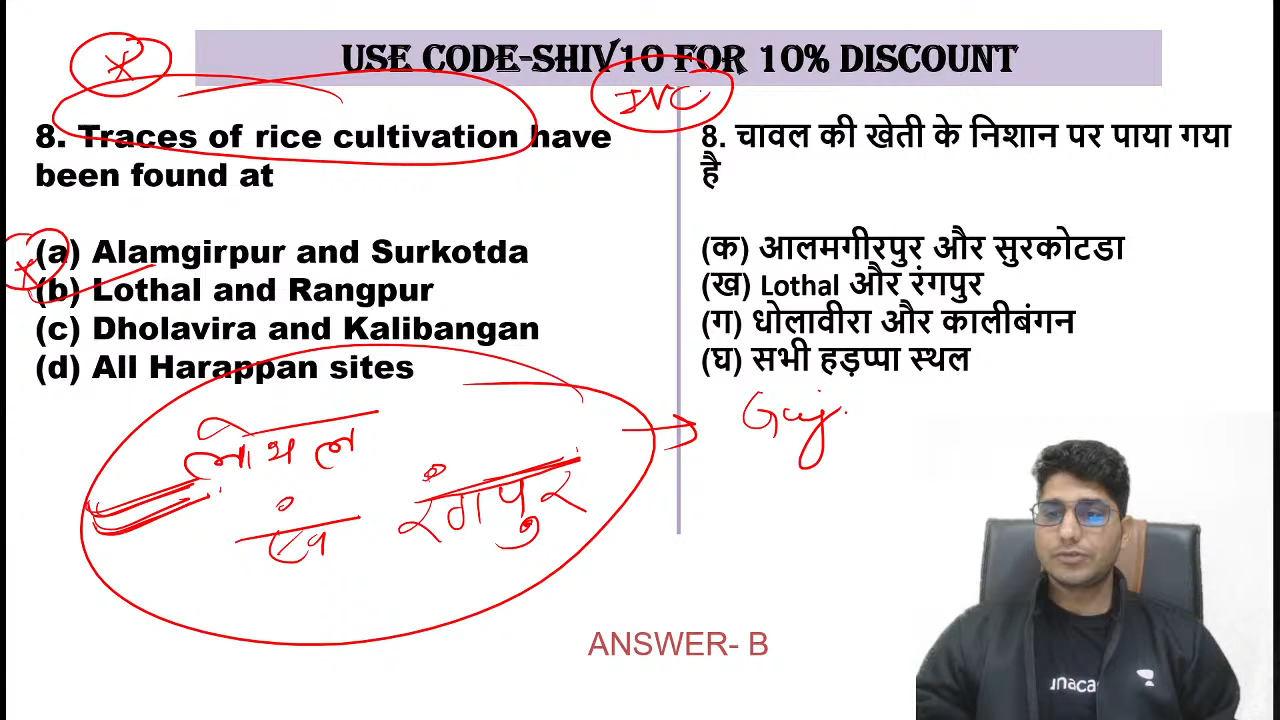 USE CODE-SHIV10 FOR 10% DISCOUNT
IVC
8. Traces of rice cultivation have
been found at
(a) Alamgirpur and Surkotda
(b) Lothal and Rangpur
(c) Dholavira and Kalibangan
(d) All Harappan sites
8. चावल की खेती के निशान पर पाया गया
है
(क) आलमगीरपुर और सुरकोटडा
(ख) Lothal और रंगपुर
(ग) धोलावीरा और कालीबंगन
(घ) सभी हड़प्पा स्थल
लोथल
एवं रंगपुर
Guj.
ANSWER- B